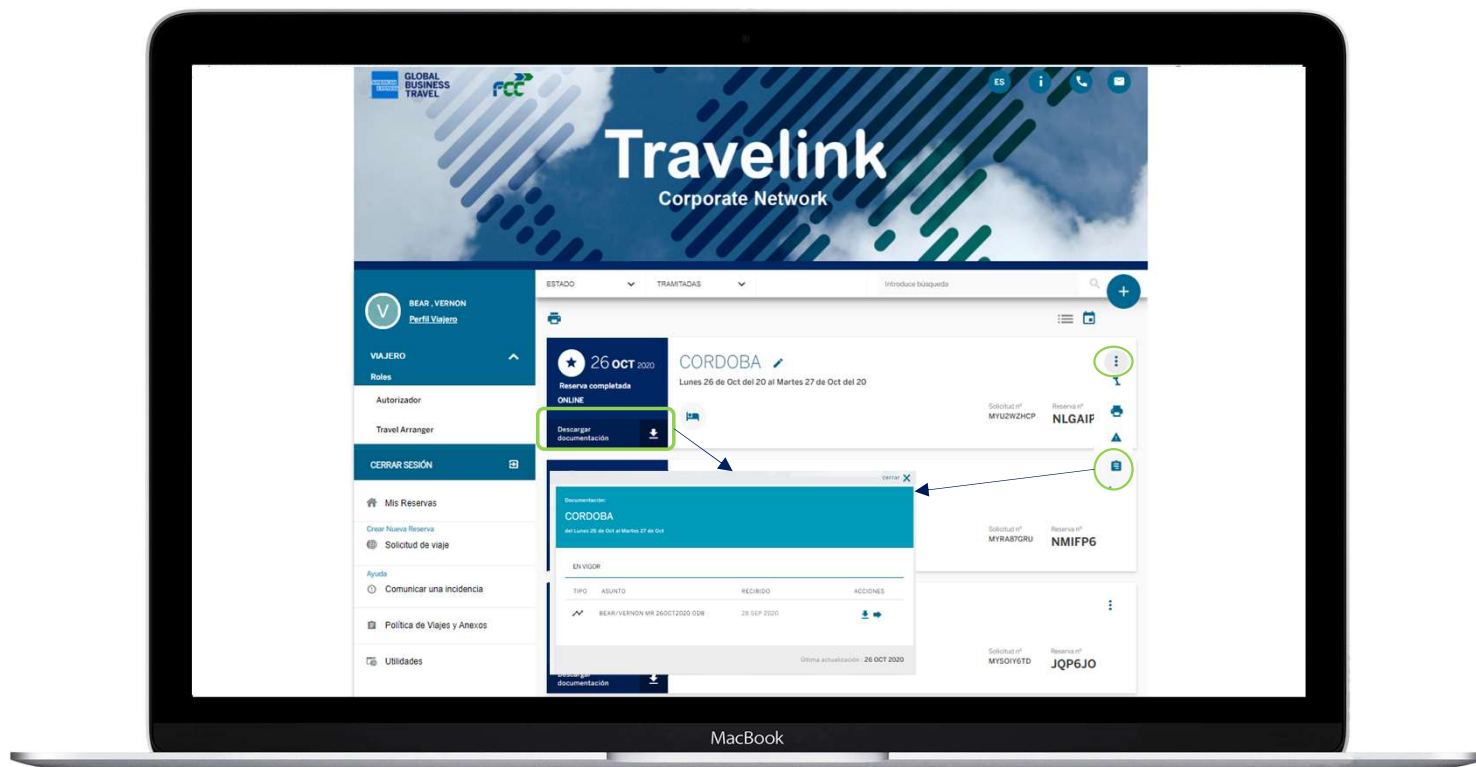 AMERICAN EXPRESS
GLOBAL
BUSINESS
TRAVEL
FCC
ES
i
Travelink
Corporate Network
V
BEAR , VERNON
Perfil Viajero
VIAJERO
Roles
Autorizador
Travel Arranger
CERRAR SESIÓN
Mis Reservas
Crear Nueva Reserva
Solicitud de viaje
Ayuda
Comunicar una incidencia
Política de Viajes y Anexos
Utilidades
ESTADO
TRAMITADAS
Introduce búsqueda
+
26 OCT 2020
Reserva completada
ONLINE
Descargar
documentación
CORDOBA
Lunes 26 de Oct del 20 al Martes 27 de Oct del 20
Solicitud nº
MYU2WZHCP
Reserva nº
NLGAIF
cerrar X
Documentación:
CORDOBA
del Lunes 26 de Oct al Martes 27 de Oct
EN VIGOR
TIPO ASUNTO RECIBIDO ACCIONES
BEAR/VERNON MR 26OCT2020 ODB 28 SEP 2020
Última actualización : 26 OCT 2020
Solicitud nº
MYRA87GRU
Reserva nº
NMIFP6
Solicitud nº
MYSOIY6TD
Reserva nº
JQP6JO
documentación
MacBook